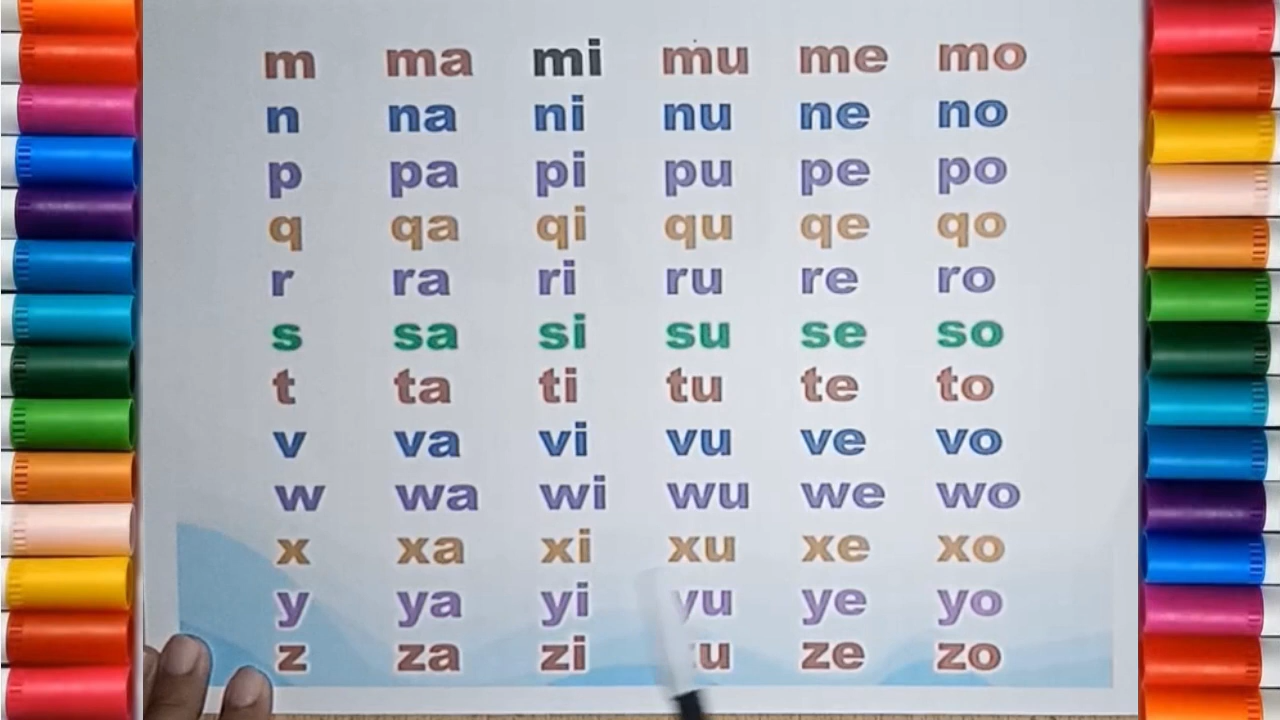 m ma mi mu me mo
n na ni nu ne no
p pa pi pu pe po
q qa qi qu qe qo
r ra ri ru re ro
s sa si su se so
t ta ti tu te to
v va vi vu ve vo
w wa wi wu we wo
x xa xi xu xe xo
y ya yi yu ye yo
z za zi ze zo